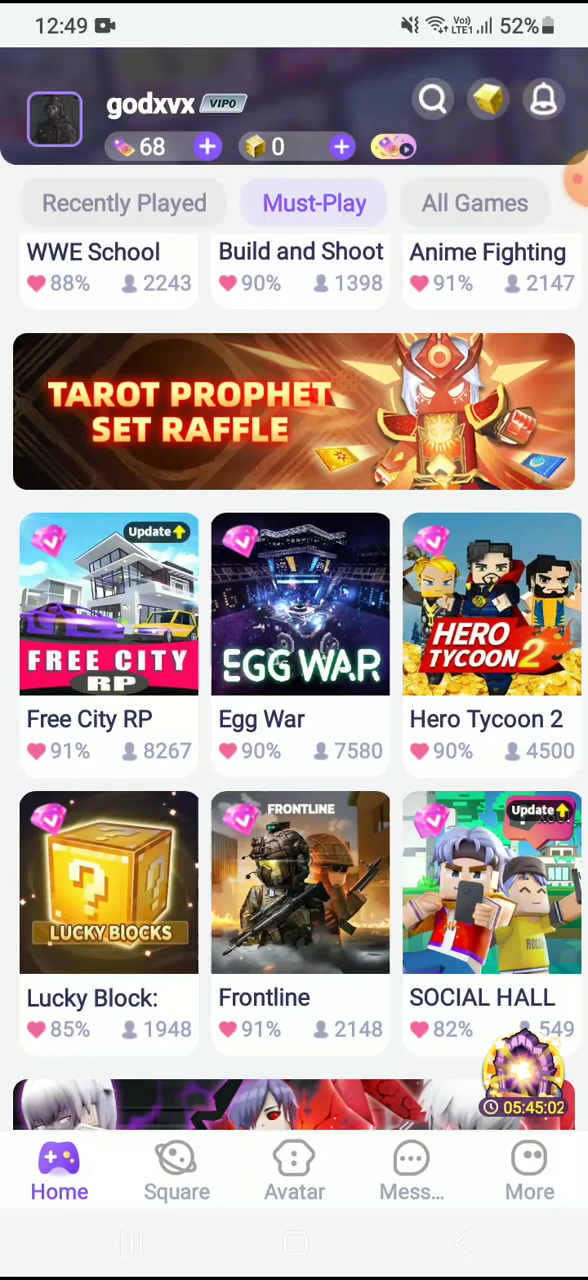 12:49 Vo) LTE1 52%
godxvx VIP0
68 + 0 +
Recently Played Must-Play All Games
WWE School Build and Shoot Anime Fighting
88% 2243 90% 1398 91% 2147
TAROT PROPHET
SET RAFFLE
Update
FREE CITY
RP
EGG WAR
HERO
TYCOON 2
Free City RP Egg War Hero Tycoon 2
91% 8267 90% 7580 90% 4500
LUCKY BLOCKS
FRONTLINE
Update
Lucky Block: Frontline SOCIAL HALL
85% 1948 91% 2148 82% 549
05:45:02
Home Square Avatar Mess... More